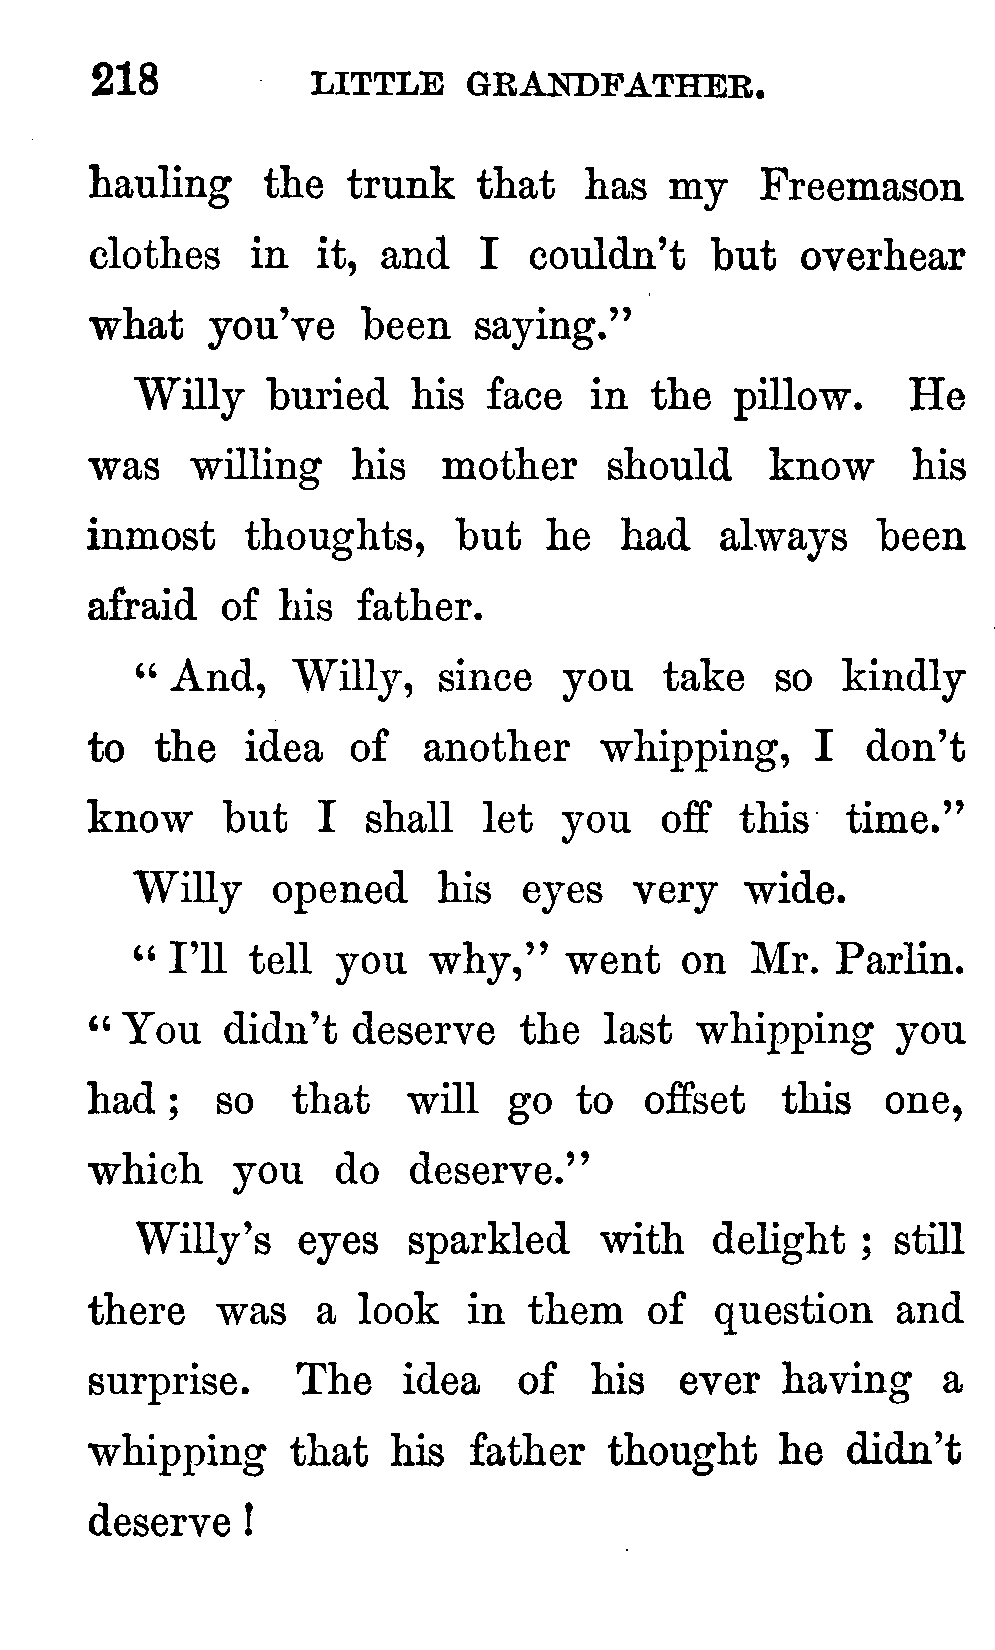 218 LITTLE GRANDFATHER.
hauling the trunk that has my Freemason
clothes in it, and I couldn't but overhear
what you've been saying."
Willy buried his face in the pillow. He
was willing his mother should know his
inmost thoughts, but he had always been
afraid of his father.
"And, Willy, since you take so kindly
to the idea of another whipping, I don't
know but I shall let you off this time."
Willy opened his eyes very wide.
"I'll tell you why," went on Mr. Parlin.
"You didn't deserve the last whipping you
had; so that will go to offset this one,
which you do deserve."
Willy's eyes sparkled with delight; still
there was a look in them of question and
surprise. The idea of his ever having a
whipping that his father thought he didn't
deserve!